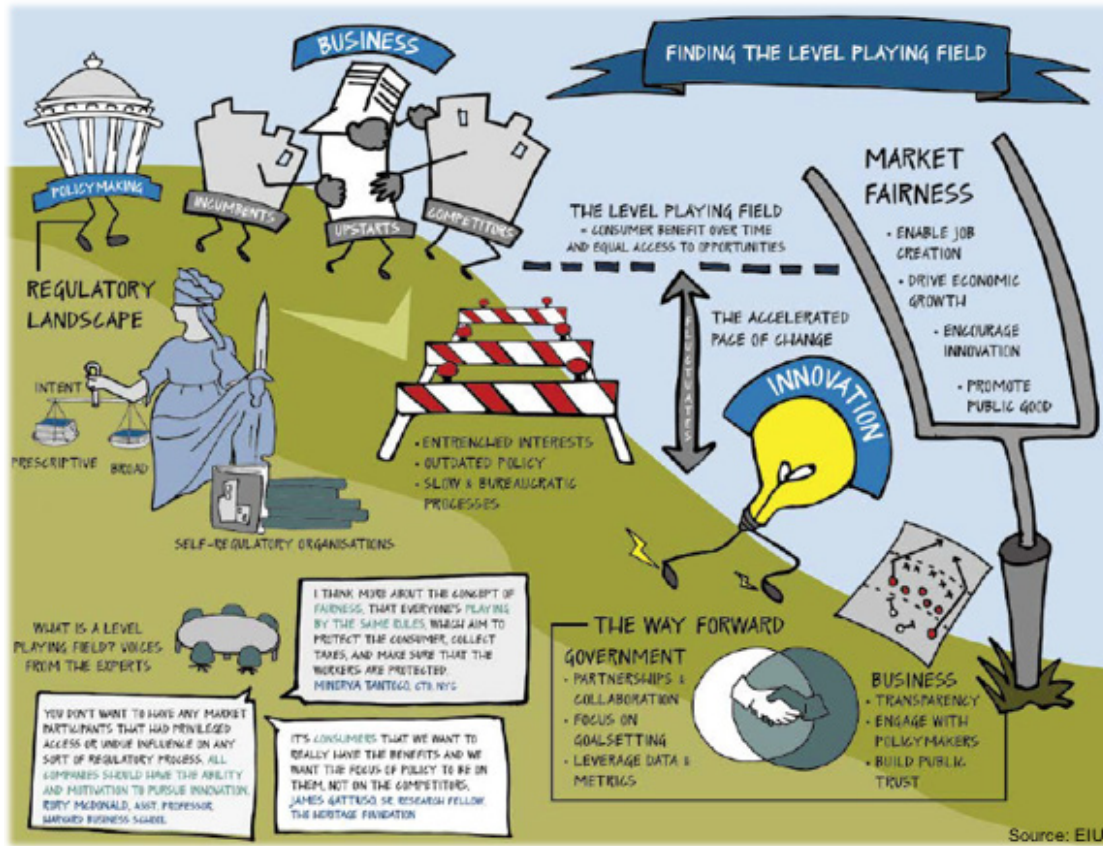 BUSINESS
FINDING THE LEVEL PLAYING FIELD
POLICYMAKING
INCUMBENTS
UPSTARTS
COMPETITORS
REGULATORY
LANDSCAPE
INTENT
PRESCRIPTIVE
BROAD
SELF-REGULATORY ORGANISATIONS
• ENTRENCHED INTERESTS
• OUTDATED POLICY
• SLOW & BUREAUCRATIC
PROCESSES
THE LEVEL PLAYING FIELD
= CONSUMER BENEFIT OVER TIME
AND EQUAL ACCESS TO OPPORTUNITIES
FLUCTUATES
THE ACCELERATED
PACE OF CHANGE
INNOVATION
MARKET
FAIRNESS
• ENABLE JOB
CREATION
• DRIVE ECONOMIC
GROWTH
• ENCOURAGE
INNOVATION
• PROMOTE
PUBLIC GOOD
WHAT IS A LEVEL
PLAYING FIELD? VOICES
FROM THE EXPERTS
I THINK MORE ABOUT THE CONCEPT OF
FAIRNESS, THAT EVERYONE'S PLAYING
BY THE SAME RULES, WHICH AIM TO
PROTECT THE CONSUMER, COLLECT
TAXES, AND MAKE SURE THAT THE
WORKERS ARE PROTECTED.
MINERVA TANTOCO, CTO, NYC
YOU DON'T WANT TO HAVE ANY MARKET
PARTICIPANTS THAT HAD PRIVILEGED
ACCESS OR UNDUE INFLUENCE ON ANY
SORT OF REGULATORY PROCESS. ALL
COMPANIES SHOULD HAVE THE ABILITY
AND MOTIVATION TO PURSUE INNOVATION.
RORY MCDONALD, ASST. PROFESSOR
HARVARD BUSINESS SCHOOL
IT'S CONSUMERS THAT WE WANT TO
REALLY HAVE THE BENEFITS AND WE
WANT THE FOCUS OF POLICY TO BE ON
THEM, NOT ON THE COMPETITORS.
JAMES GATTUSO, SR. RESEARCH FELLOW,
THE HERITAGE FOUNDATION
THE WAY FORWARD
GOVERNMENT
• PARTNERSHIPS &
COLLABORATION
• FOCUS ON
GOALSETTING
• LEVERAGE DATA &
METRICS
BUSINESS
• TRANSPARENCY
• ENGAGE WITH
POLICYMAKERS
• BUILD PUBLIC
TRUST
Source: EIU